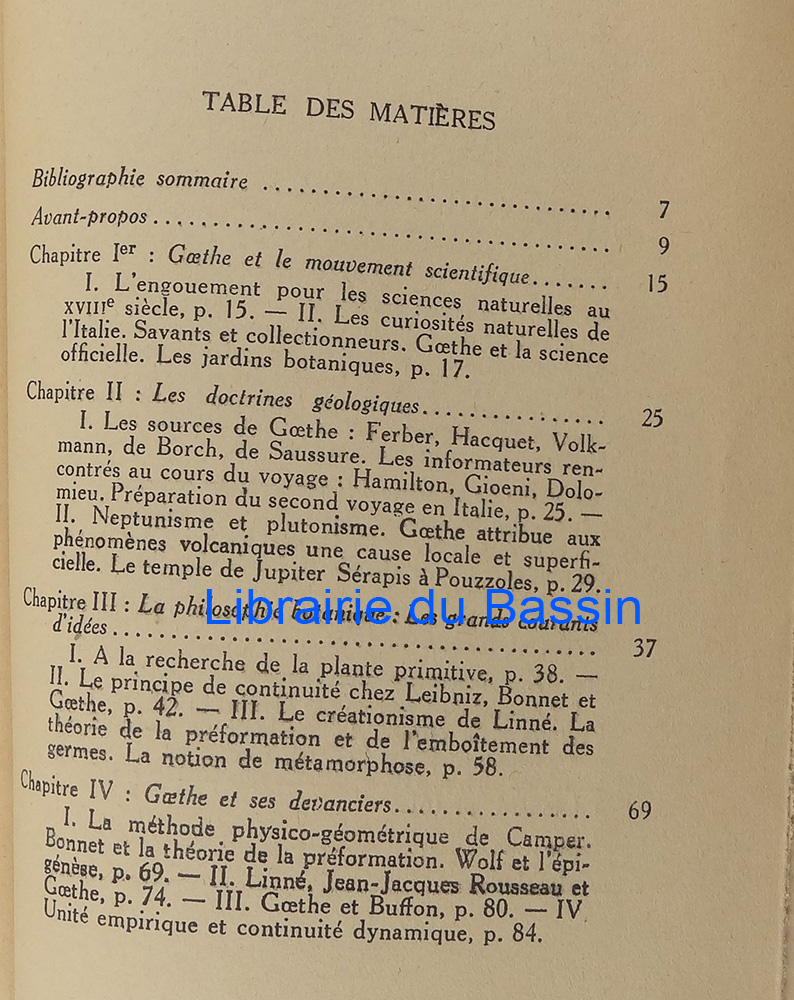 TABLE DES MATIÈRES
Bibliographie sommaire .............................. 7
Avant-propos ...................................... 9
Chapitre Ier : Gœthe et le mouvement scientifique....... 15
I. L'engouement pour les sciences naturelles au
XVIIIe siècle, p. 15. — II. Les curiosités naturelles de
l'Italie. Savants et collectionneurs. Gœthe et la science
officielle. Les jardins botaniques, p. 17.
Chapitre II : Les doctrines géologiques................ 25
I. Les sources de Gœthe : Ferber, Hacquet, Volk-
mann, de Borch, de Saussure. Les informateurs ren-
contrés au cours du voyage : Hamilton, Gioeni, Dolo-
mieu. Préparation du second voyage en Italie, p. 25. —
II. Neptunisme et plutonisme. Gœthe attribue aux
phénomènes volcaniques une cause locale et superfi-
cielle. Le temple de Jupiter Sérapis à Pouzzoles, p. 29.
Chapitre III : La philosophie botanique : Les grands courants
Librairie du Bassin
d'idées ........................................ 37
I. A la recherche de la plante primitive, p. 38. —
II. Le principe de continuité chez Leibniz, Bonnet et
Gœthe, p. 42. — III. Le créationisme de Linné. La
théorie de la préformation et de l'emboîtement des
germes. La notion de métamorphose, p. 58.
Chapitre IV : Gœthe et ses devanciers................. 69
I. La méthode physico-géométrique de Camper.
Bonnet et la théorie de la préformation. Wolf et l'épi-
génèse, p. 69. — II. Linné, Jean-Jacques Rousseau et
Gœthe, p. 74. — III. Gœthe et Buffon, p. 80. — IV
Unité empirique et continuité dynamique, p. 84.